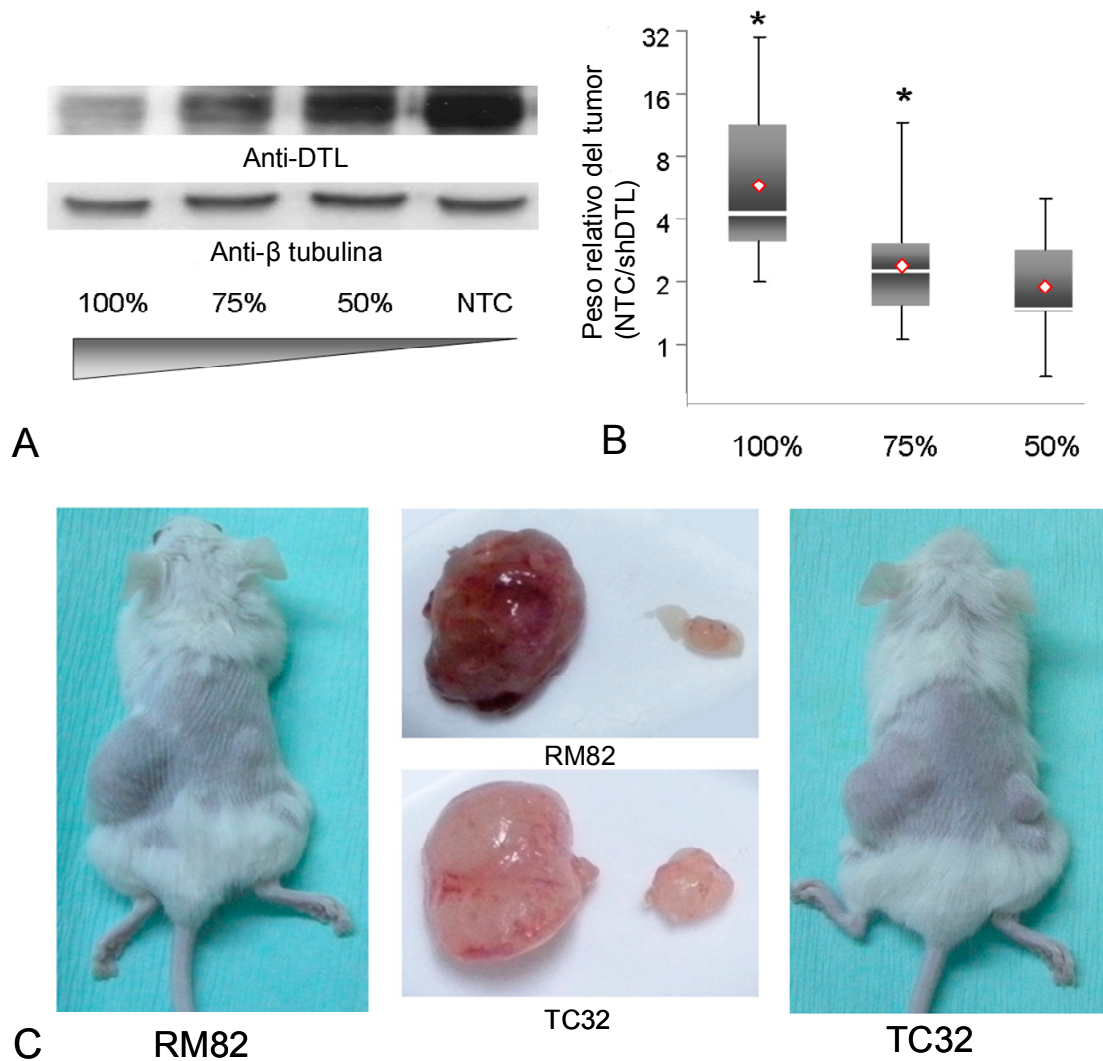 Anti-DTL
Anti-β tubulina
100% 75% 50% NTC
A
*
*
Peso relativo del tumor
(NTC/shDTL)
32
16
8
4
2
1
100% 75% 50%
B
RM82
TC32
C
RM82
TC32